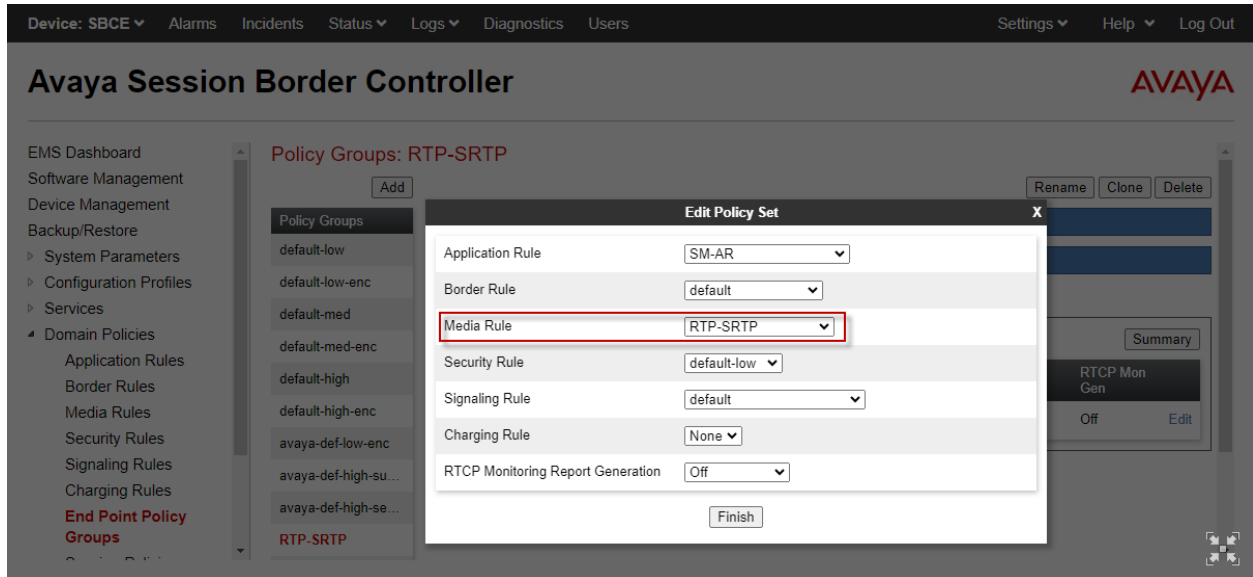 Device: SBCE Alarms Incidents Status Logs Diagnostics Users Settings Help Log Out
Avaya Session Border Controller
AVAYA
EMS Dashboard
Software Management
Device Management
Backup/Restore
System Parameters
Configuration Profiles
Services
Domain Policies
Application Rules
Border Rules
Media Rules
Security Rules
Signaling Rules
Charging Rules
End Point Policy
Groups
Policy Groups: RTP-SRTP
Add
Rename Clone Delete
Policy Groups
default-low
default-low-enc
default-med
default-med-enc
default-high
default-high-enc
avaya-def-low-enc
avaya-def-high-su...
avaya-def-high-se...
RTP-SRTP
Edit Policy Set X
Application Rule SM-AR
Border Rule default
Media Rule RTP-SRTP
Security Rule default-low
Signaling Rule default
Charging Rule None
RTCP Monitoring Report Generation Off
Finish
Summary
RTCP Mon
Gen
Off Edit